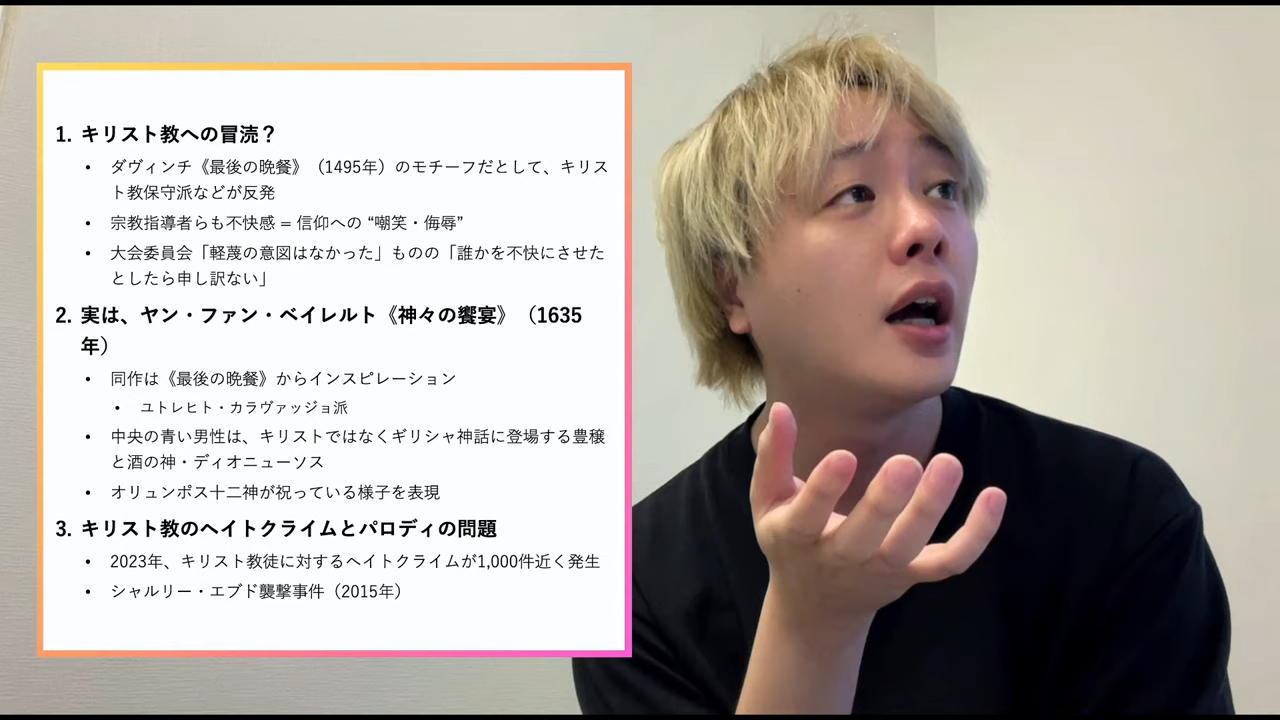 1. キリスト教への冒涜？
• ダヴィンチ《最後の晩餐》（1495年）のモチーフだとして、キリス
ト教保守派などが反発
• 宗教指導者らも不快感 = 信仰への “嘲笑・侮辱”
• 大会委員会「軽蔑の意図はなかった」ものの「誰かを不快にさせた
としたら申し訳ない」
2. 実は、ヤン・ファン・ベイレルト《神々の饗宴》（1635
年）
• 同作は《最後の晩餐》からインスピレーション
• ユトレヒト・カラヴァッジョ派
• 中央の青い男性は、キリストではなくギリシャ神話に登場する豊穣
と酒の神・ディオニューソス
• オリュンポス十二神が祝っている様子を表現
3. キリスト教のヘイトクライムとパロディの問題
• 2023年、キリスト教徒に対するヘイトクライムが1,000件近く発生
• シャルリー・エブド襲撃事件（2015年）